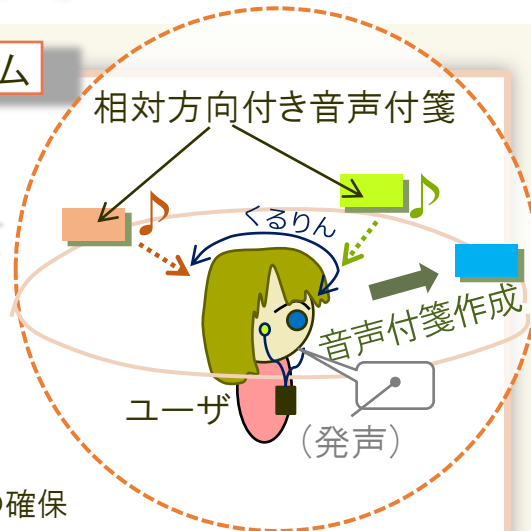 ム
相対方向付き音声付箋
くるりん
音声付箋作成
ユーザ
(発声)
の確保